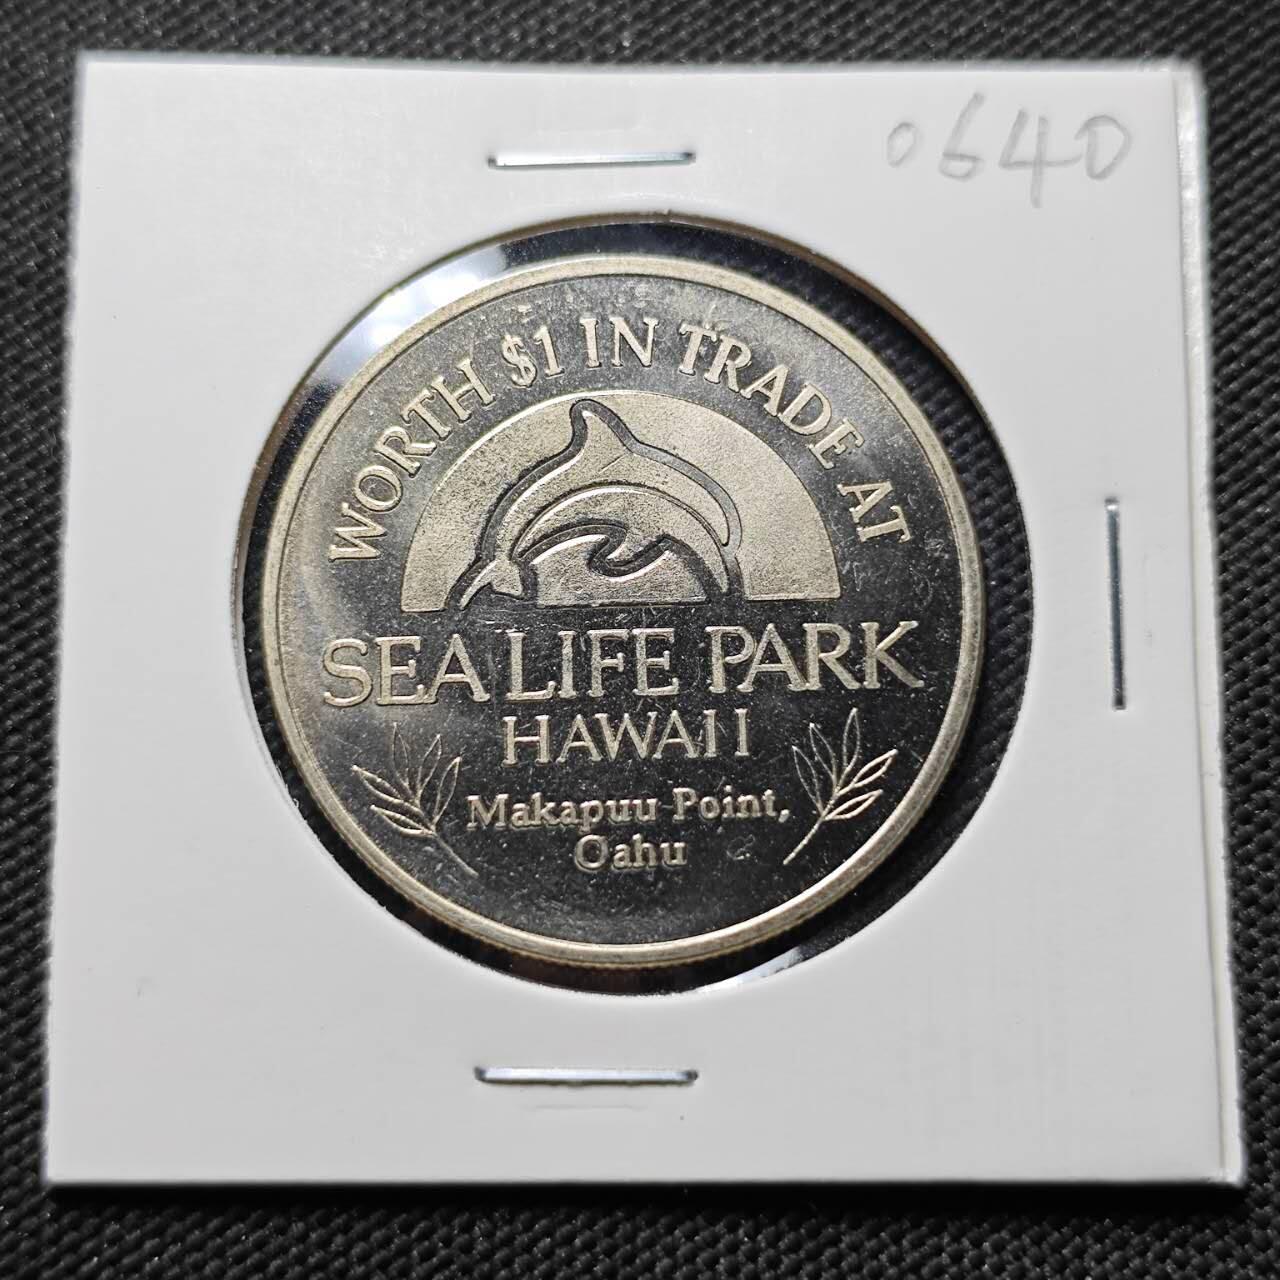 0640
WORTH $1 IN TRADE AT
SEA LIFE PARK
HAWAII
Makapuu Point,
Oahu